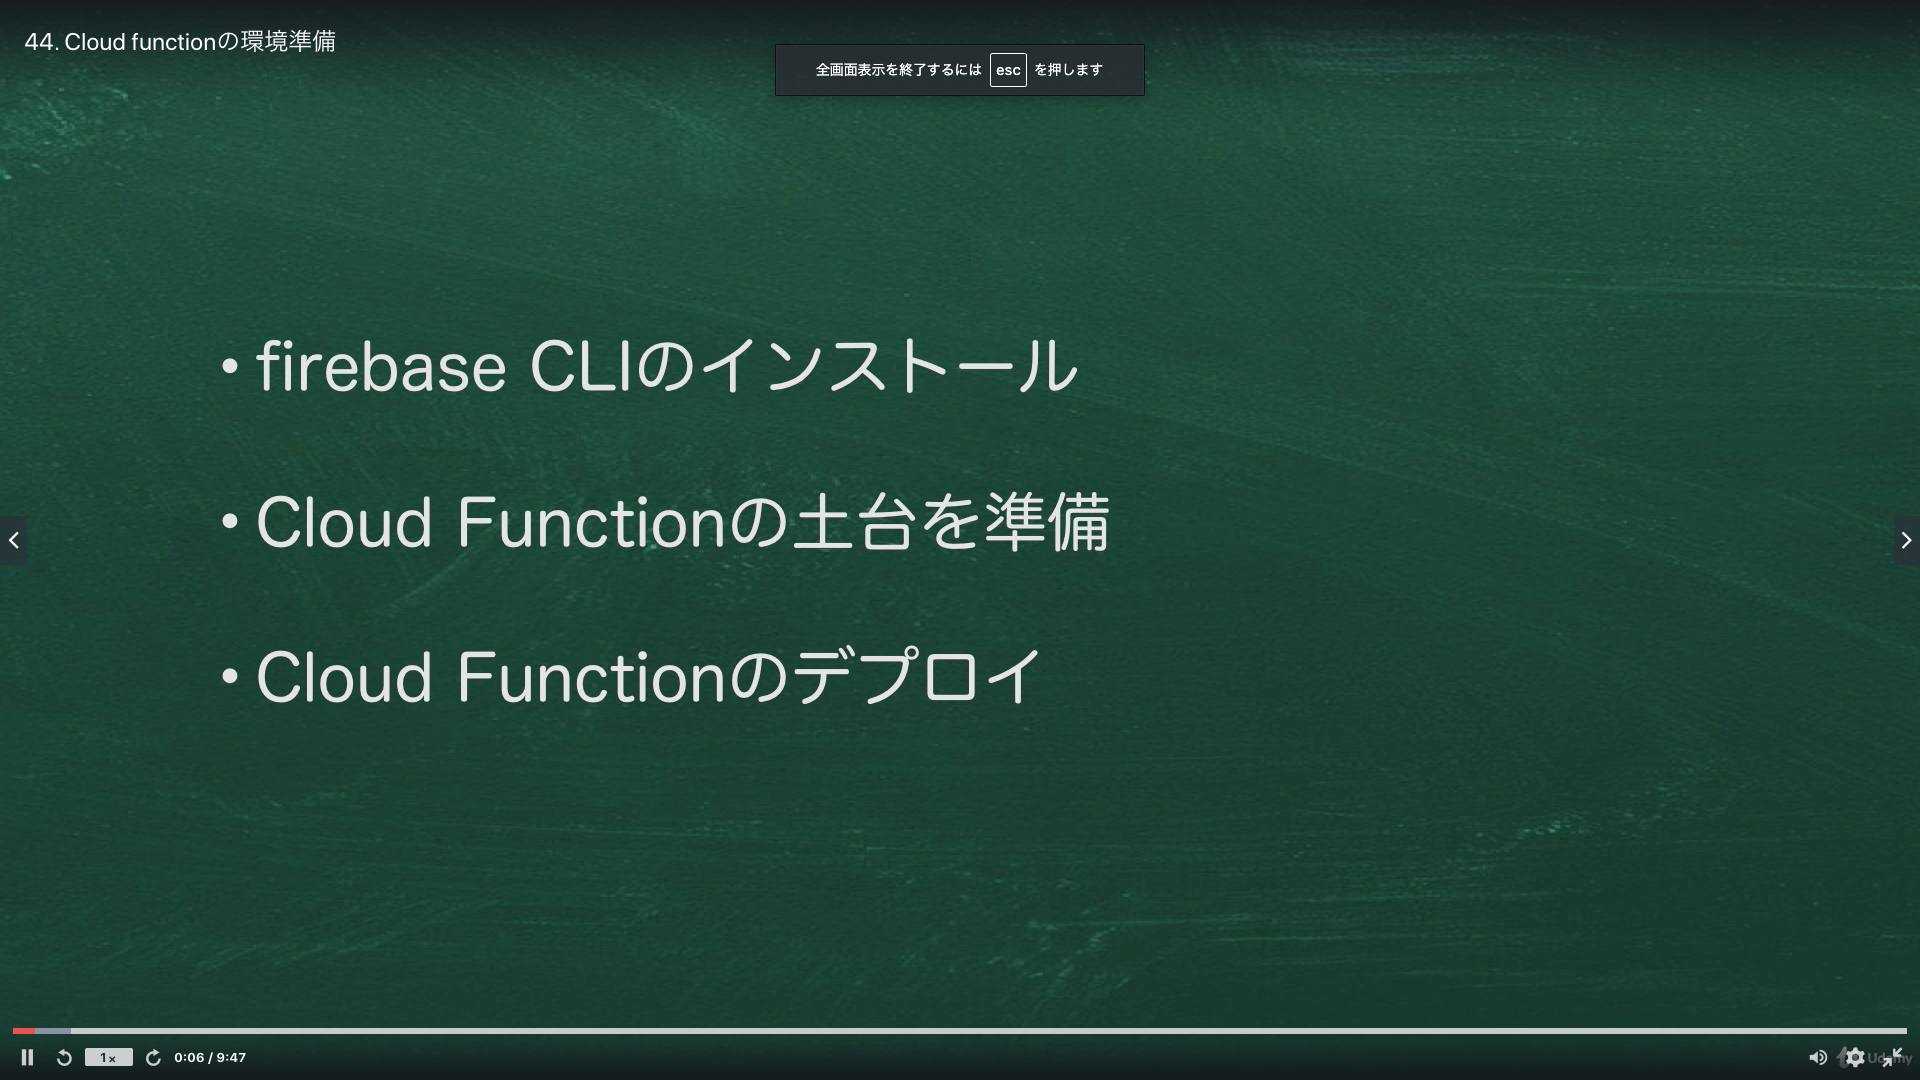 44. Cloud functionの環境準備
全画面表示を終了するには esc を押します
• firebase CLIのインストール
• Cloud Functionの土台を準備
• Cloud Functionのデプロイ
1×
0:06 / 9:47
Udemy